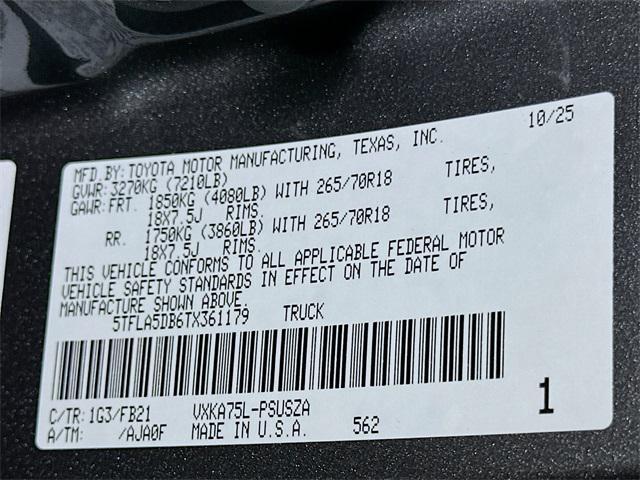 10/25
MFD.BY:TOYOTA MOTOR MANUFACTURING, TEXAS, INC.
GVWR:3270KG (7210LB)
GAWR:FRT. 1850KG (4080LB) WITH 265/70R18 TIRES,
18X7.5J RIMS.
RR. 1750KG (3860LB) WITH 265/70R18 TIRES,
18X7.5J RIMS.
THIS VEHICLE CONFORMS TO ALL APPLICABLE FEDERAL MOTOR
VEHICLE SAFETY STANDARDS IN EFFECT ON THE DATE OF
MANUFACTURE SHOWN ABOVE.
5TFLA5DB6TX361179 TRUCK
C/TR:1G3/FB21 VXKA75L-PSUSZA 1
A/TM: /AJA0F MADE IN U.S.A. 562